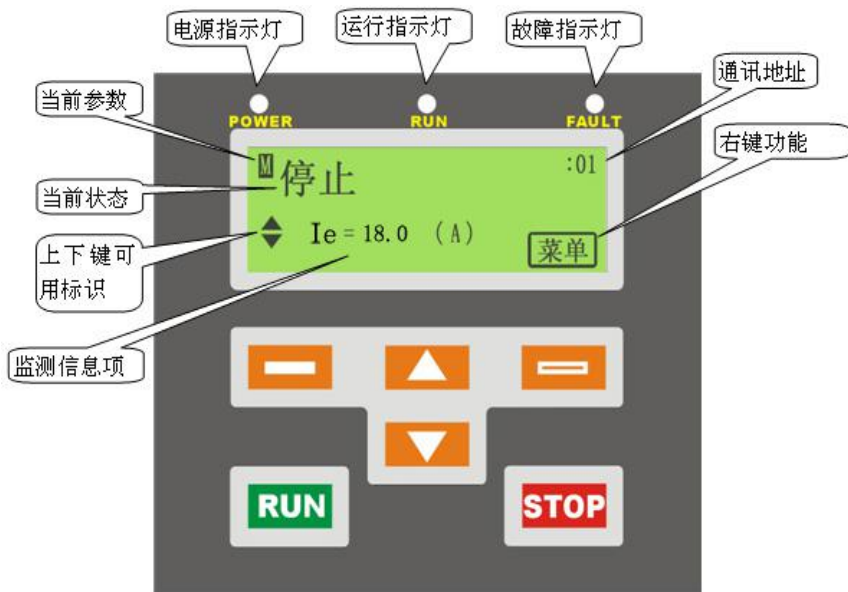 电源指示灯
运行指示灯
故障指示灯
通讯地址
当前参数
POWER
RUN
FAULT
右键功能
M
:01
停止
当前状态
Ie = 18.0 (A)
菜单
上下键可
用标识
监测信息项
RUN
STOP